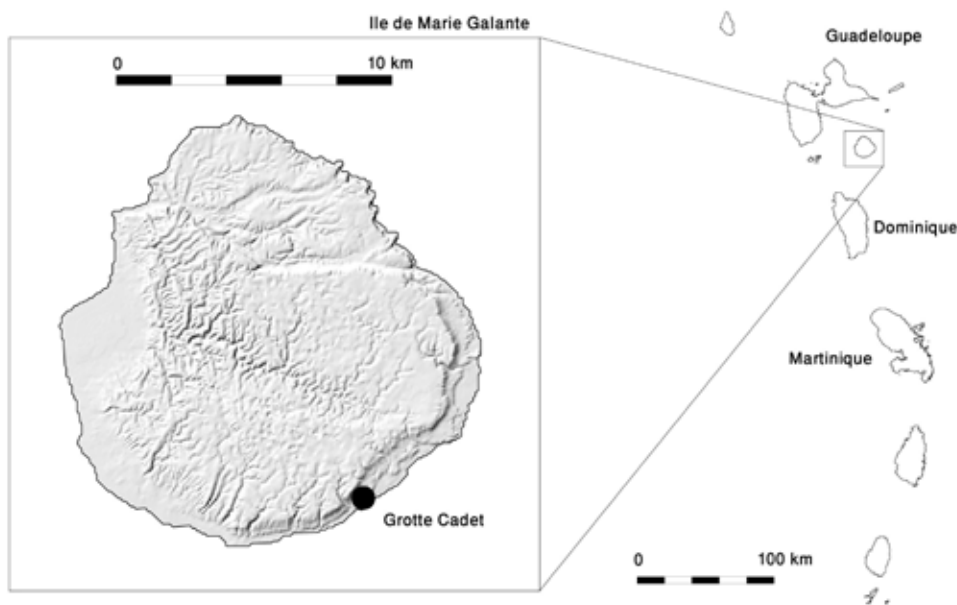 Ile de Marie Galante
0 10 km
Guadeloupe
Dominique
Martinique
Grotte Cadet
0 100 km